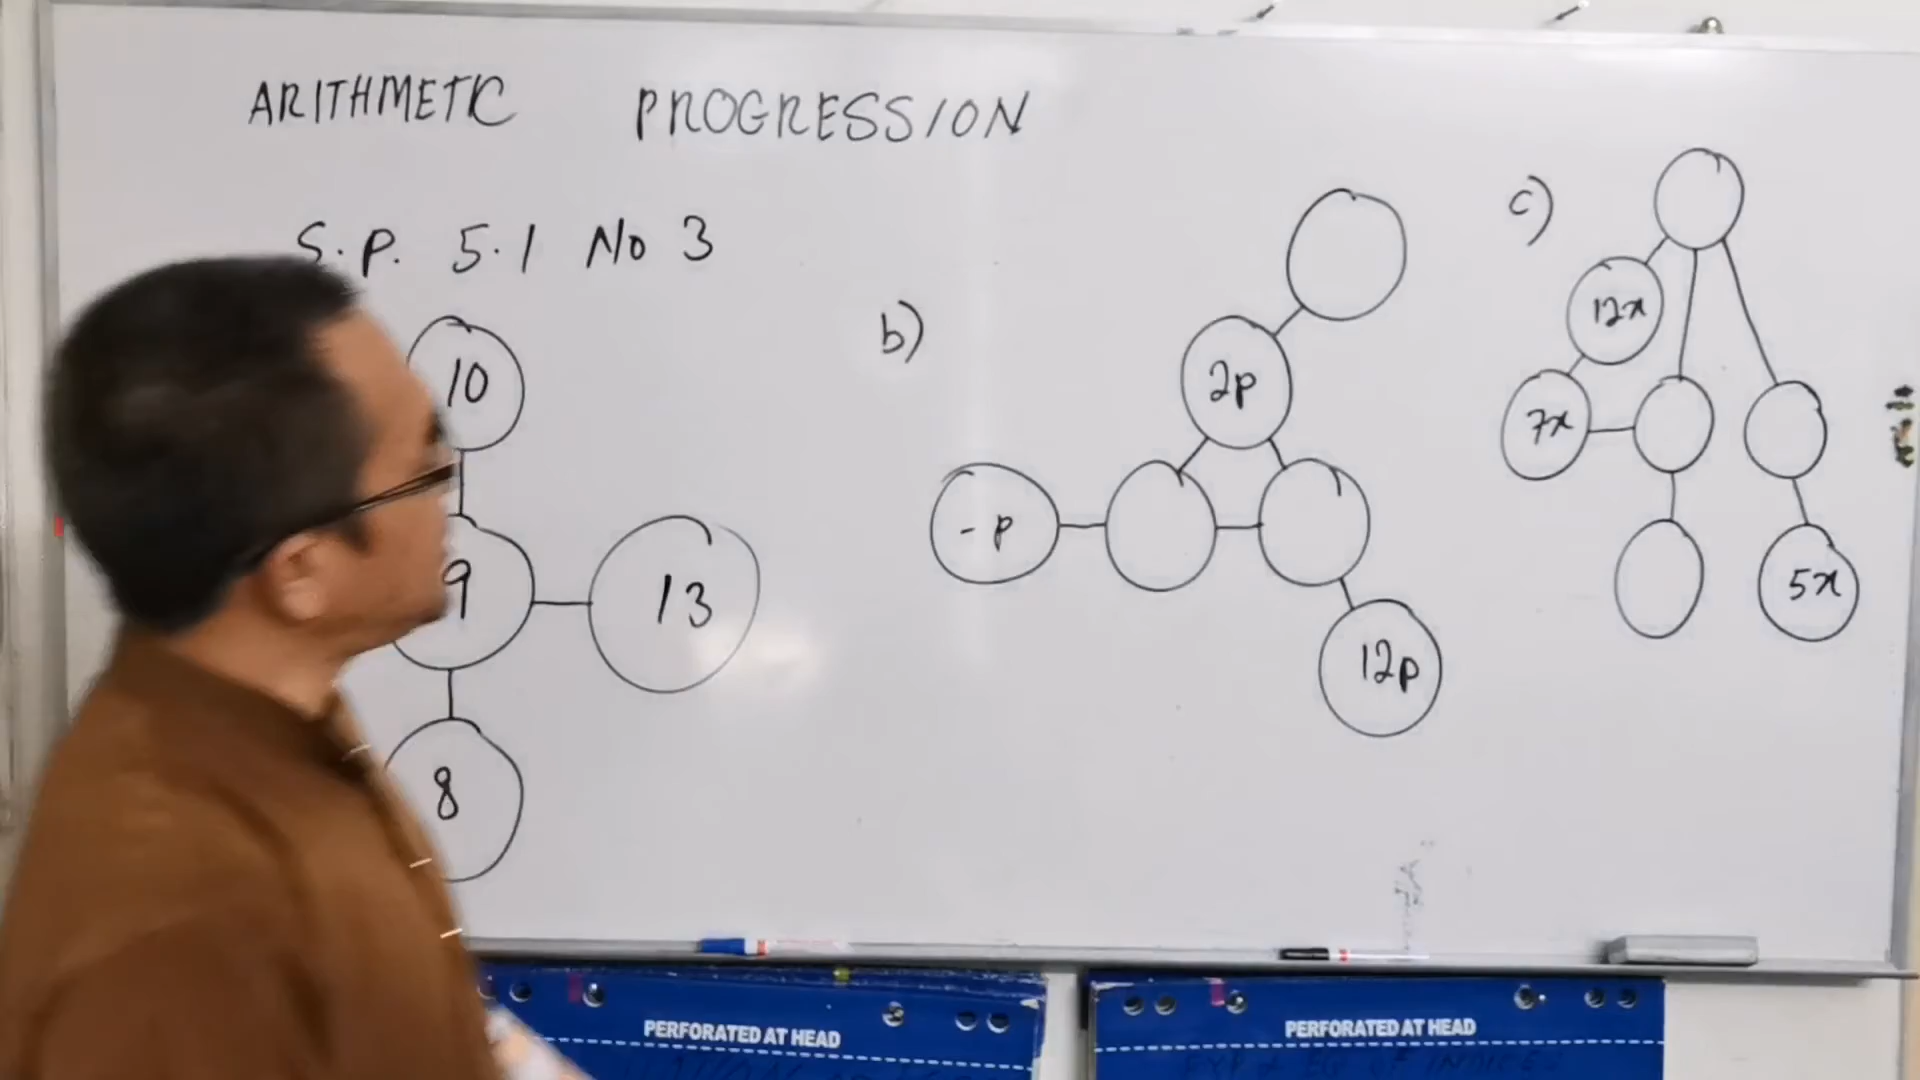 ARITHMETIC PROGRESSION
S.P. 5.1 No 3
10
9
13
8
b)
2p
-p
12p
c)
12x
7x
5x
PERFORATED AT HEAD
PERFORATED AT HEAD